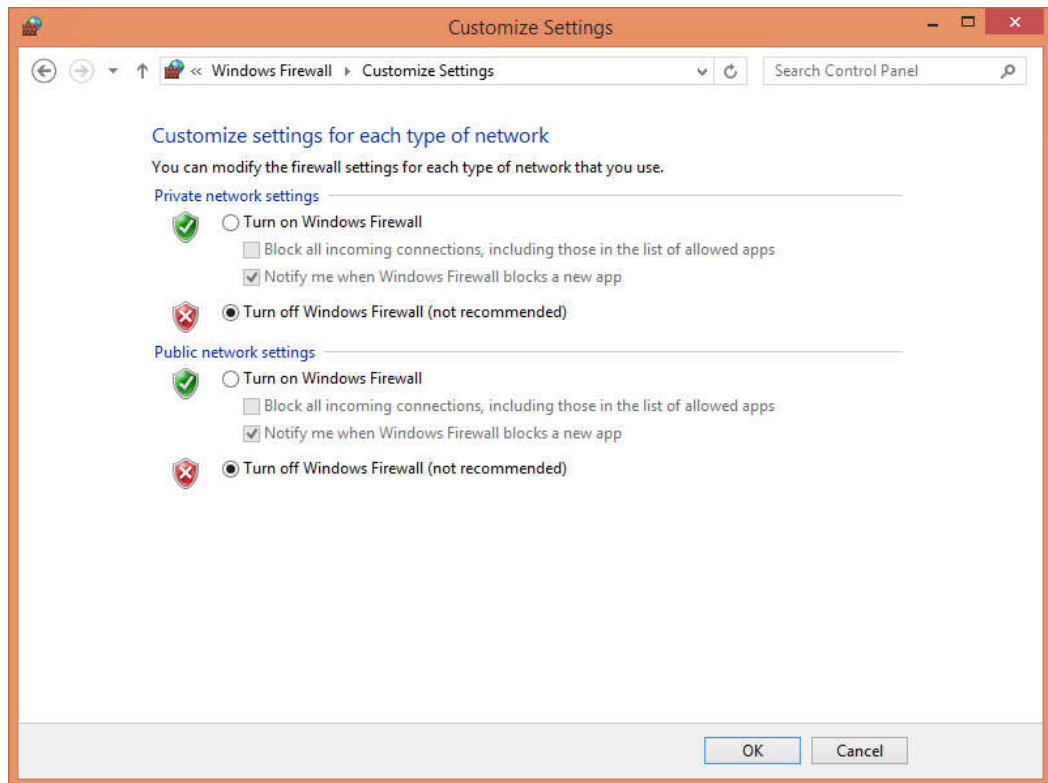 Customize Settings
« Windows Firewall ▸ Customize Settings
Search Control Panel
Customize settings for each type of network
You can modify the firewall settings for each type of network that you use.
Private network settings
Turn on Windows Firewall
Block all incoming connections, including those in the list of allowed apps
Notify me when Windows Firewall blocks a new app
Turn off Windows Firewall (not recommended)
Public network settings
Turn on Windows Firewall
Block all incoming connections, including those in the list of allowed apps
Notify me when Windows Firewall blocks a new app
Turn off Windows Firewall (not recommended)
OK Cancel